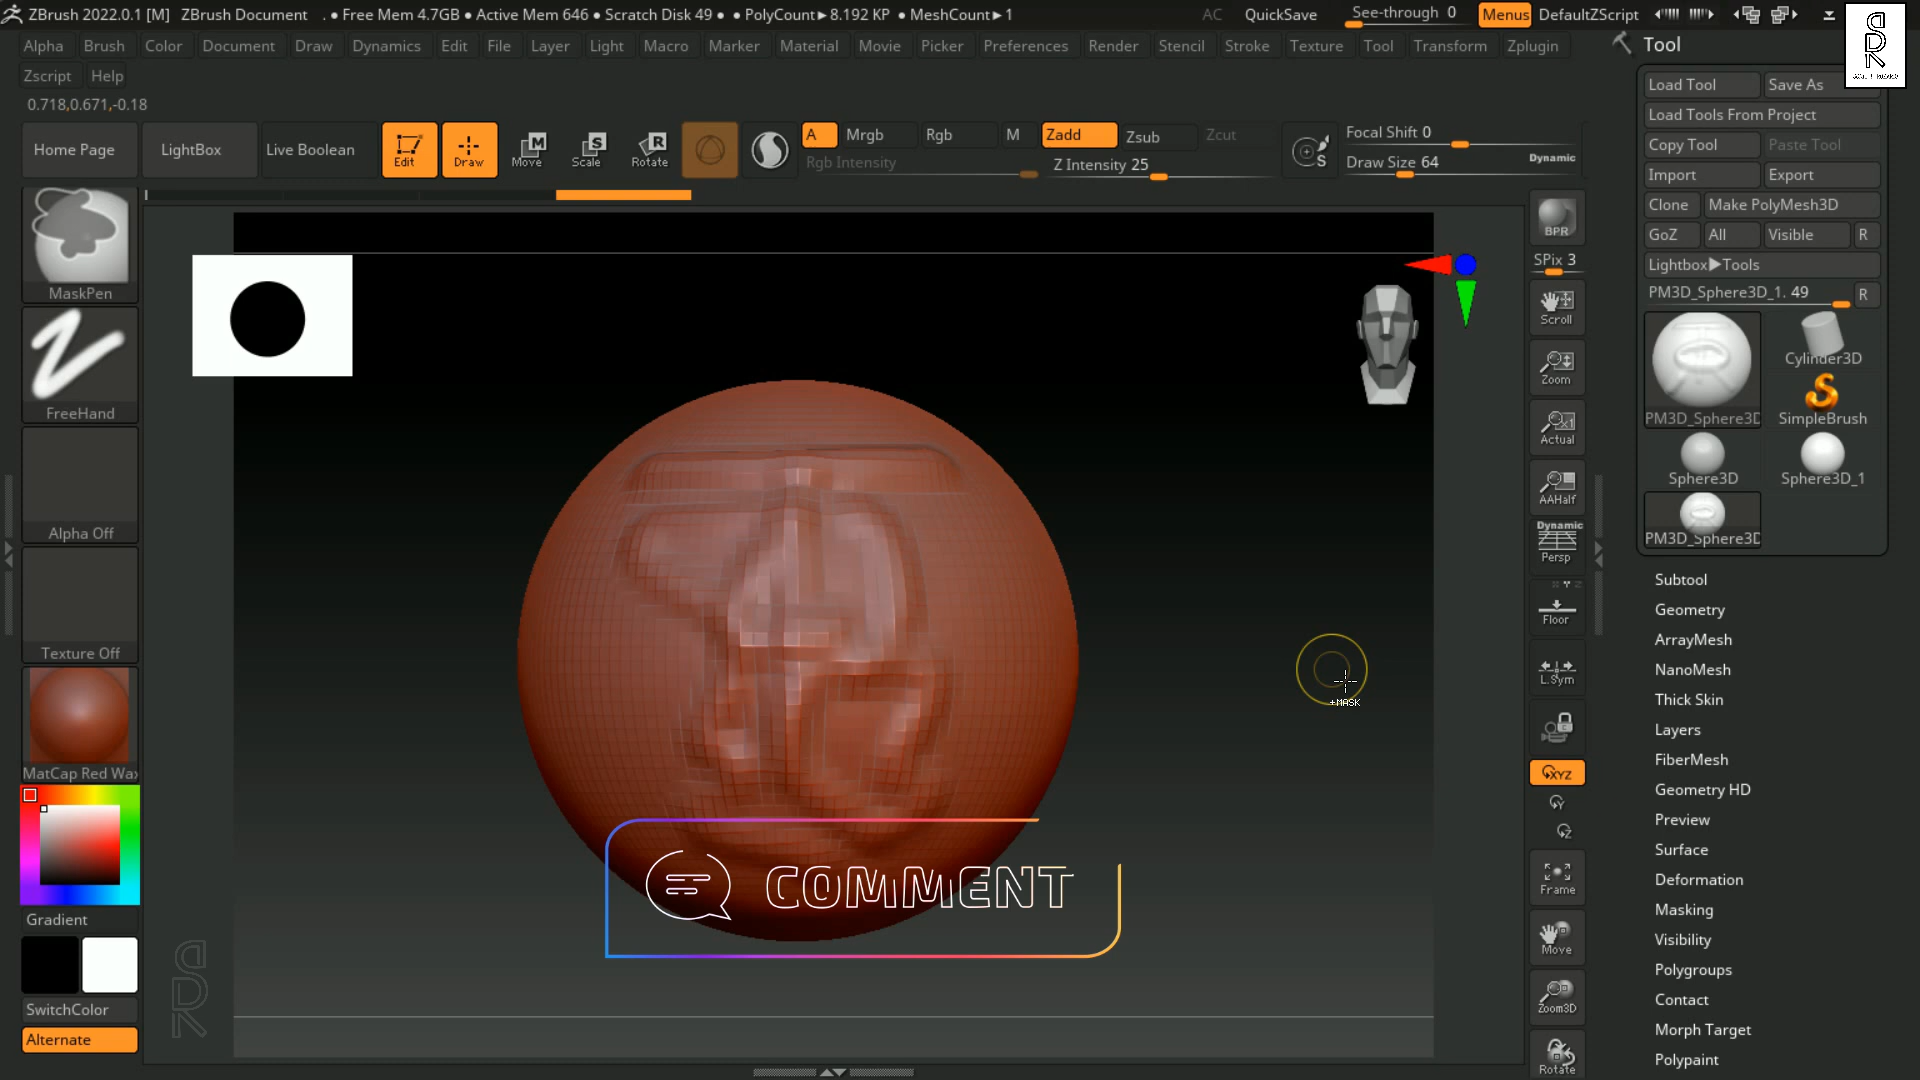 ZBrush 2022.0.1 [M] ZBrush Document . ● Free Mem 4.7GB ● Active Mem 646 ● Scratch Disk 49 ● ● PolyCount►8.192 KP ● MeshCount►1 AC QuickSave See-through 0 Menus DefaultZScript
Alpha Brush Color Document Draw Dynamics Edit File Layer Light Macro Marker Material Movie Picker Preferences Render Stencil Stroke Texture Tool Transform Zplugin
Zscript Help
0.718,0.671,-0.18
Home Page LightBox Live Boolean Edit Draw Move Scale Rotate A Mrgb Rgb M Zadd Zsub Zcut Focal Shift 0
Rgb Intensity Z Intensity 25 Draw Size 64 Dynamic
MaskPen
FreeHand
Alpha Off
Texture Off
MatCap Red Wax
Gradient
SwitchColor
Alternate
+MASK
COMMENT
BPR
SPix 3
Scroll
Zoom
Actual
AAHalf
Dynamic
Persp
Floor
L.Sym
XYZ
Y
Z
Frame
Move
Zoom3D
Rotate
Tool
Load Tool Save As
Load Tools From Project
Copy Tool Paste Tool
Import Export
Clone Make PolyMesh3D
GoZ All Visible R
Lightbox►Tools
PM3D_Sphere3D_1. 49 R
Cylinder3D
PM3D_Sphere3D SimpleBrush
Sphere3D Sphere3D_1
PM3D_Sphere3D
Subtool
Geometry
ArrayMesh
NanoMesh
Thick Skin
Layers
FiberMesh
Geometry HD
Preview
Surface
Deformation
Masking
Visibility
Polygroups
Contact
Morph Target
Polypaint